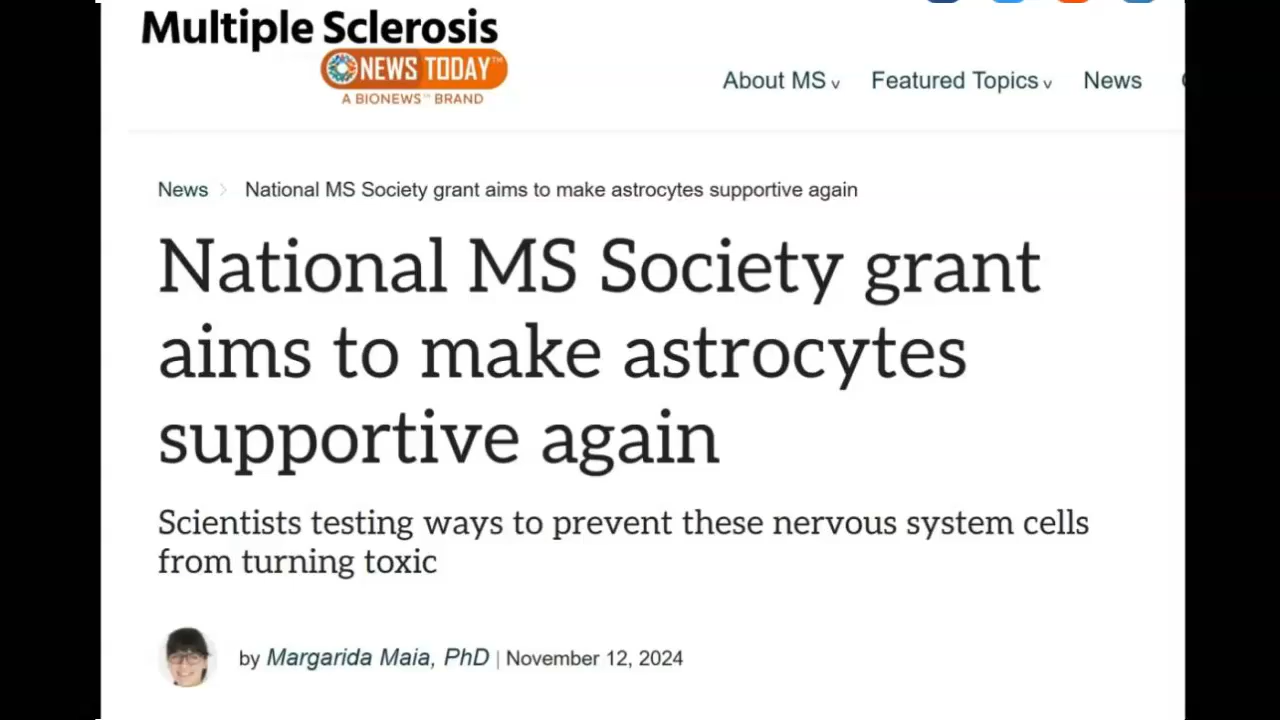 Multiple Sclerosis
NEWS TODAY™
A BIONEWS™ BRAND
About MS v Featured Topics v News
News > National MS Society grant aims to make astrocytes supportive again
National MS Society grant
aims to make astrocytes
supportive again
Scientists testing ways to prevent these nervous system cells
from turning toxic
by Margarida Maia, PhD | November 12, 2024